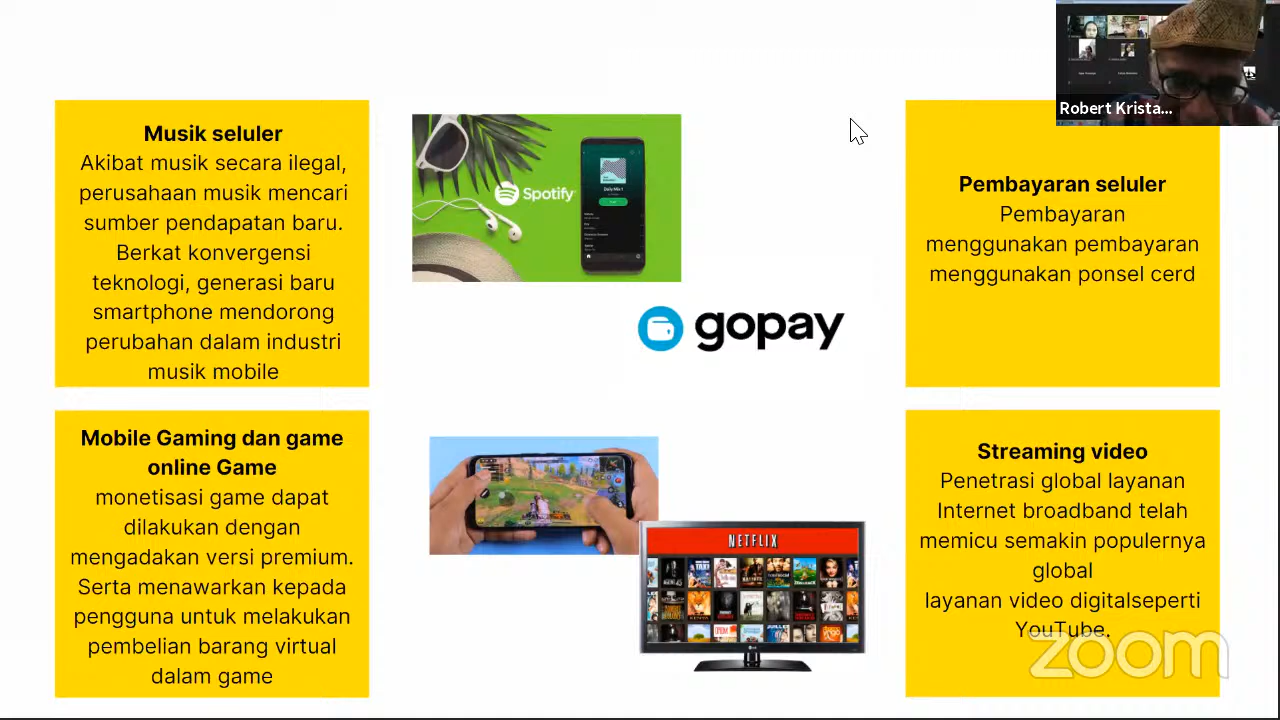 Robert Krista...
Musik seluler
Akibat musik secara ilegal,
perusahaan musik mencari
sumber pendapatan baru.
Berkat konvergensi
teknologi, generasi baru
smartphone mendorong
perubahan dalam industri
musik mobile
Spotify
Daily Mix 1
gopay
Pembayaran seluler
Pembayaran
menggunakan pembayaran
menggunakan ponsel cerd
Mobile Gaming dan game
online Game
monetisasi game dapat
dilakukan dengan
mengadakan versi premium.
Serta menawarkan kepada
pengguna untuk melakukan
pembelian barang virtual
dalam game
NETFLIX
Streaming video
Penetrasi global layanan
Internet broadband telah
memicu semakin populernya
global
layanan video digitalseperti
YouTube.
zoom